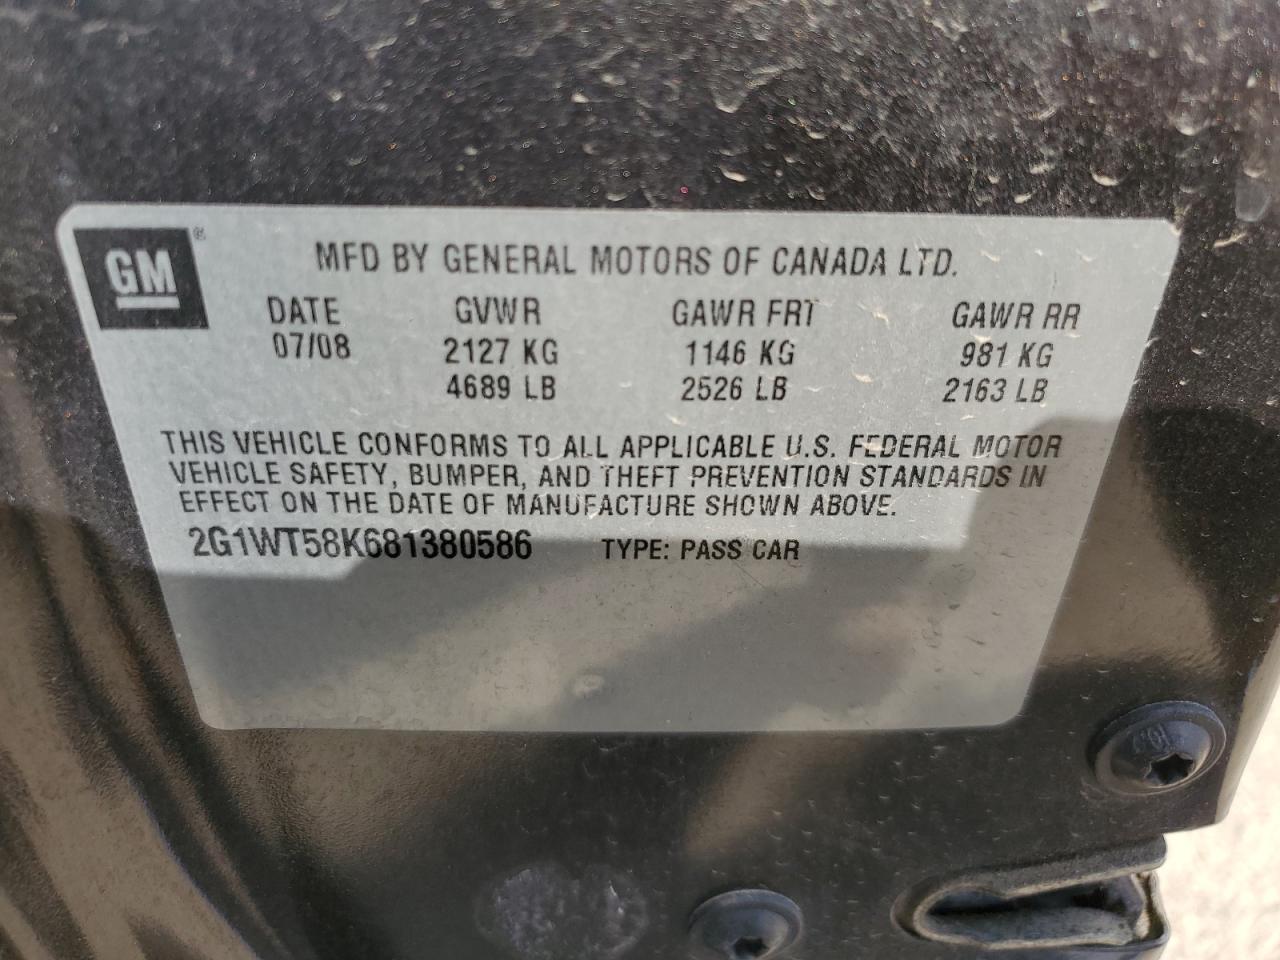 GM®
MFD BY GENERAL MOTORS OF CANADA LTD.
DATE GVWR GAWR FRT GAWR RR
07/08 2127 KG 1146 KG 981 KG
4689 LB 2526 LB 2163 LB
THIS VEHICLE CONFORMS TO ALL APPLICABLE U.S. FEDERAL MOTOR
VEHICLE SAFETY, BUMPER, AND THEFT PREVENTION STANDARDS IN
EFFECT ON THE DATE OF MANUFACTURE SHOWN ABOVE.
2G1WT58K681380586 TYPE: PASS CAR